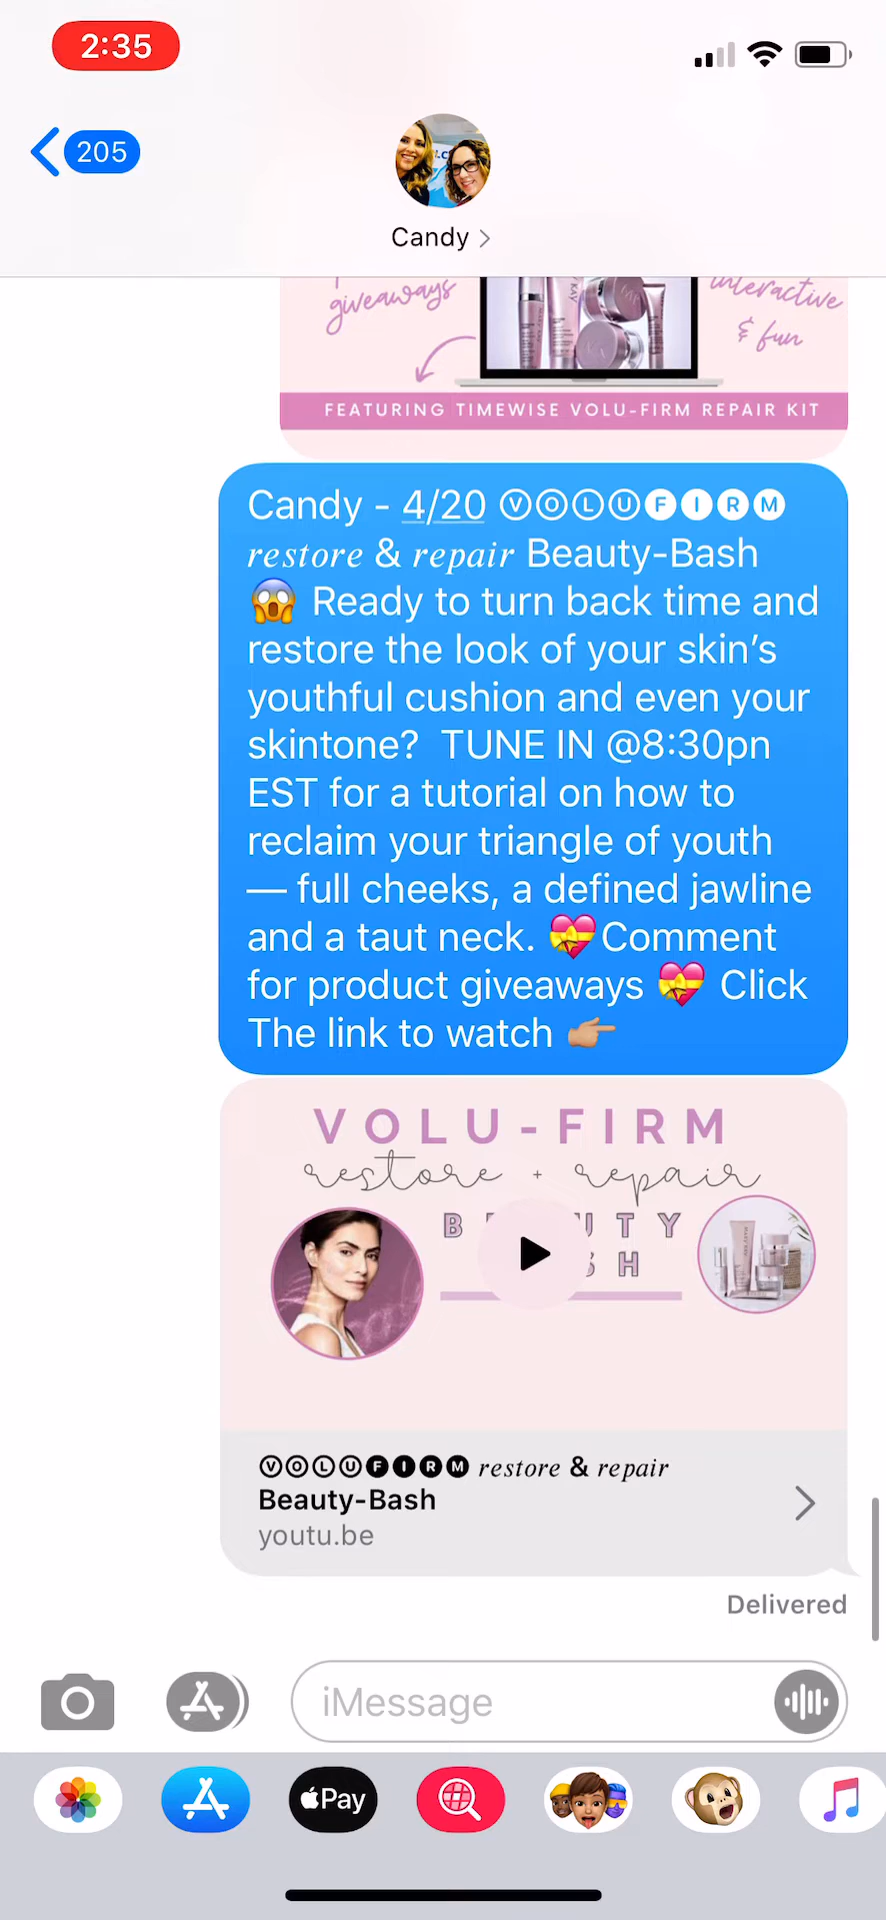 2:35
205
Candy
giveaways
interactive
& fun
FEATURING TIMEWISE VOLU-FIRM REPAIR KIT
Candy - 4/20 ⓋⓄⓁⓊ🅕🅘🅡🅜
𝑟𝑒𝑠𝑡𝑜𝑟𝑒 & 𝑟𝑒𝑝𝑎𝑖𝑟 Beauty-Bash
😱 Ready to turn back time and
restore the look of your skin’s
youthful cushion and even your
skintone?  TUNE IN @8:30pn
EST for a tutorial on how to
reclaim your triangle of youth
— full cheeks, a defined jawline
and a taut neck. 💝Comment
for product giveaways 💝 Click
The link to watch 👉🏼
VOLU-FIRM
restore + repair
ⓋⓄⓁⓊ🅕🅘🅡🅜 𝑟𝑒𝑠𝑡𝑜𝑟𝑒 & 𝑟𝑒𝑝𝑎𝑖𝑟
Beauty-Bash
youtu.be
Delivered
iMessage
Pay